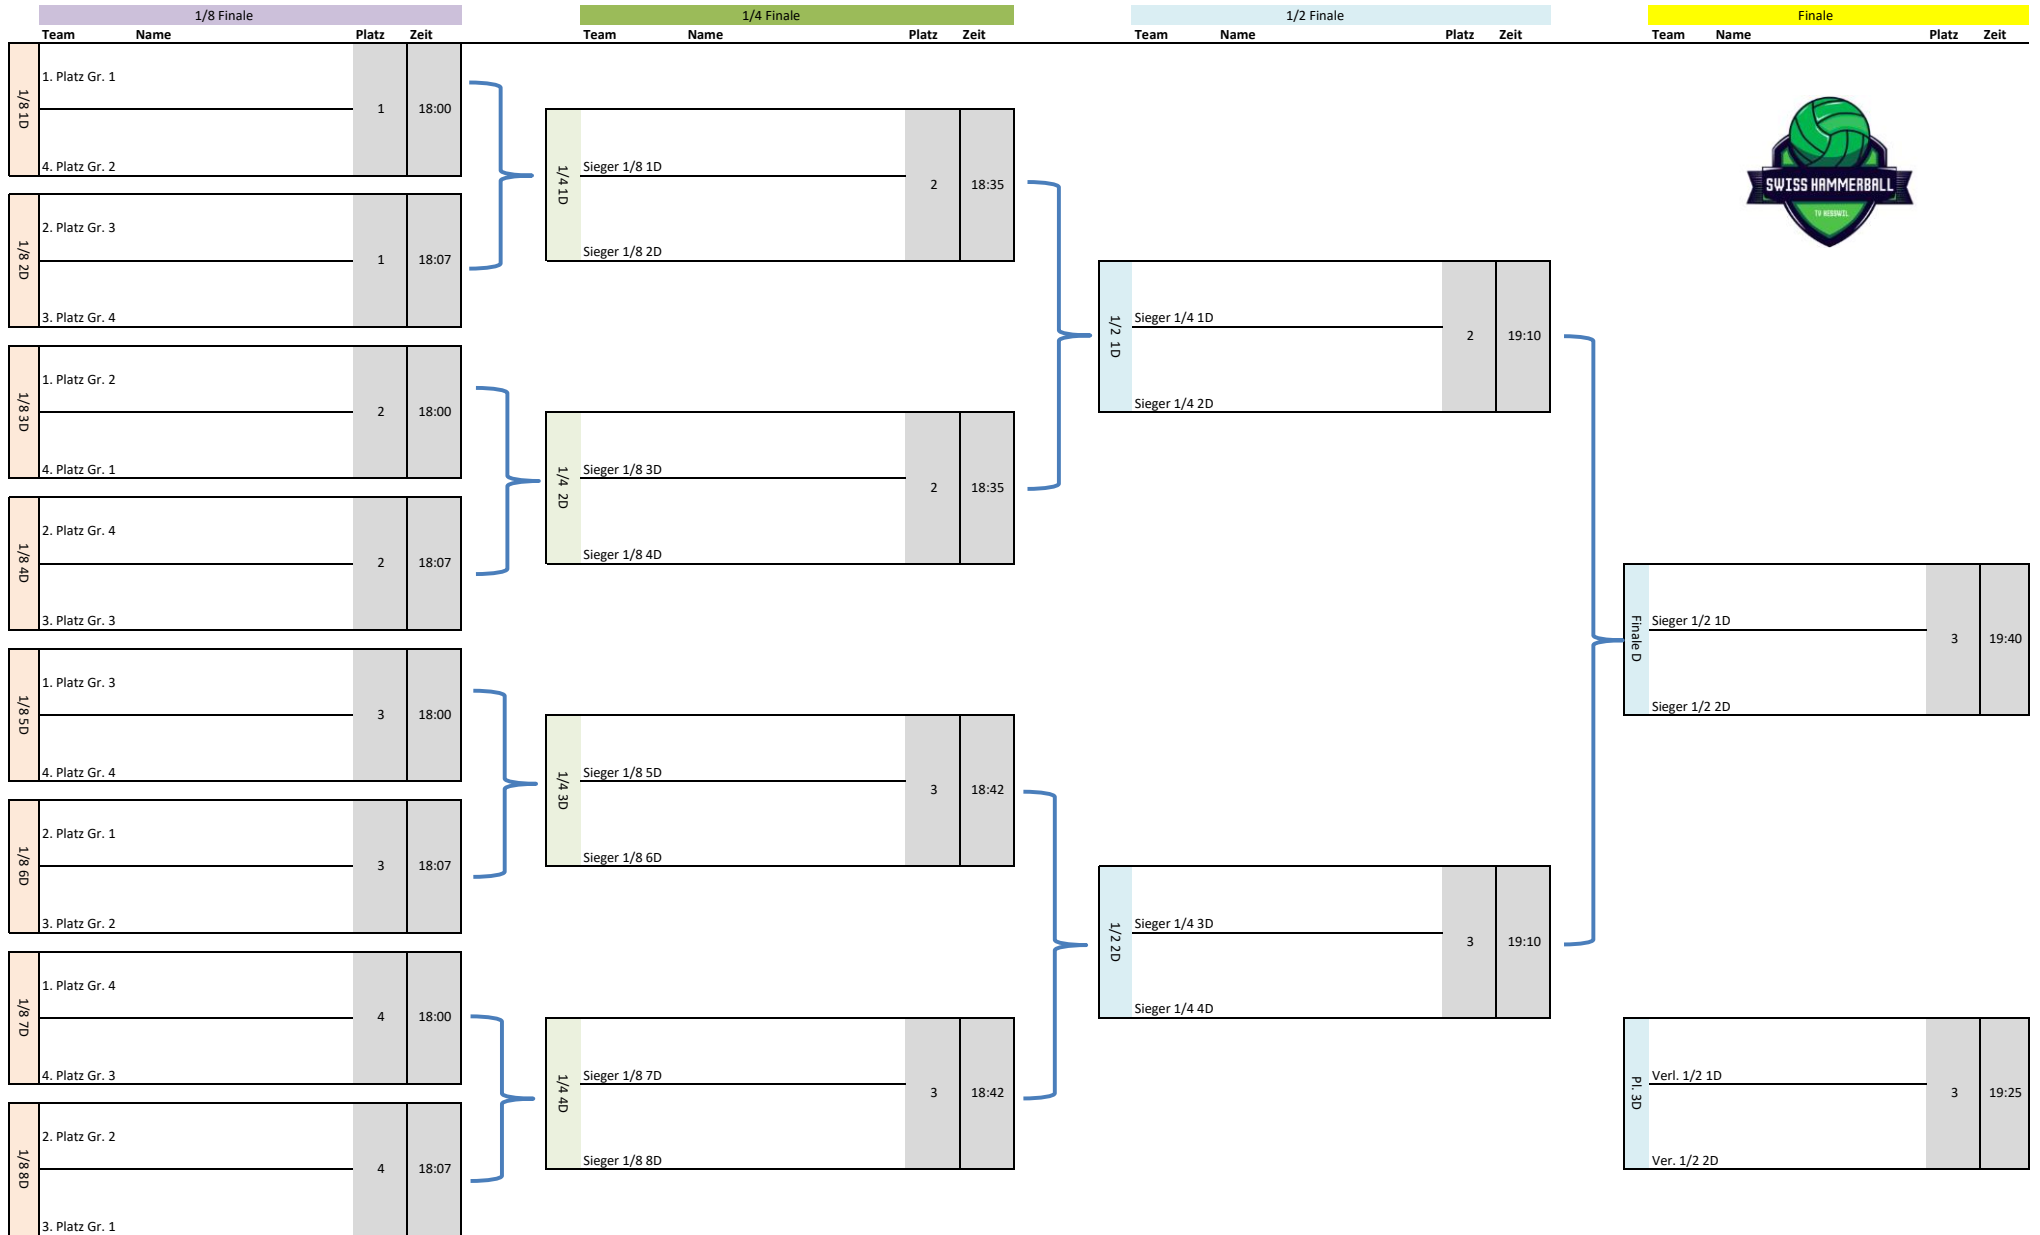 1/8 Finale
1/4 Finale
1/2 Finale
Finale
Team Name Platz Zeit
Team Name Platz Zeit
Team Name Platz Zeit
Team Name Platz Zeit
1/8 1D
1. Platz Gr. 1
1 18:00
4. Platz Gr. 2
1/8 2D
2. Platz Gr. 3
1 18:07
3. Platz Gr. 4
1/8 3D
1. Platz Gr. 2
2 18:00
4. Platz Gr. 1
1/8 4D
2. Platz Gr. 4
2 18:07
3. Platz Gr. 3
1/8 5D
1. Platz Gr. 3
3 18:00
4. Platz Gr. 4
1/8 6D
2. Platz Gr. 1
3 18:07
3. Platz Gr. 2
1/8 7D
1. Platz Gr. 4
4 18:00
4. Platz Gr. 3
1/8 8D
2. Platz Gr. 2
4 18:07
3. Platz Gr. 1
1/4 1D
Sieger 1/8 1D
2 18:35
Sieger 1/8 2D
1/4 2D
Sieger 1/8 3D
2 18:35
Sieger 1/8 4D
1/4 3D
Sieger 1/8 5D
3 18:42
Sieger 1/8 6D
1/4 4D
Sieger 1/8 7D
3 18:42
Sieger 1/8 8D
1/2 1D
Sieger 1/4 1D
2 19:10
Sieger 1/4 2D
1/2 2D
Sieger 1/4 3D
3 19:10
Sieger 1/4 4D
SWISS HAMMERBALL
Finale D
Sieger 1/2 1D
3 19:40
Sieger 1/2 2D
Pl. 3D
Verl. 1/2 1D
3 19:25
Ver. 1/2 2D